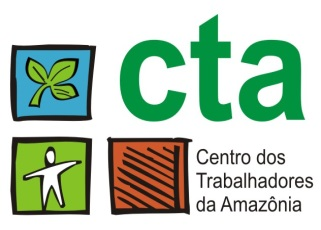 cta
Centro dos
Trabalhadores
da Amazônia